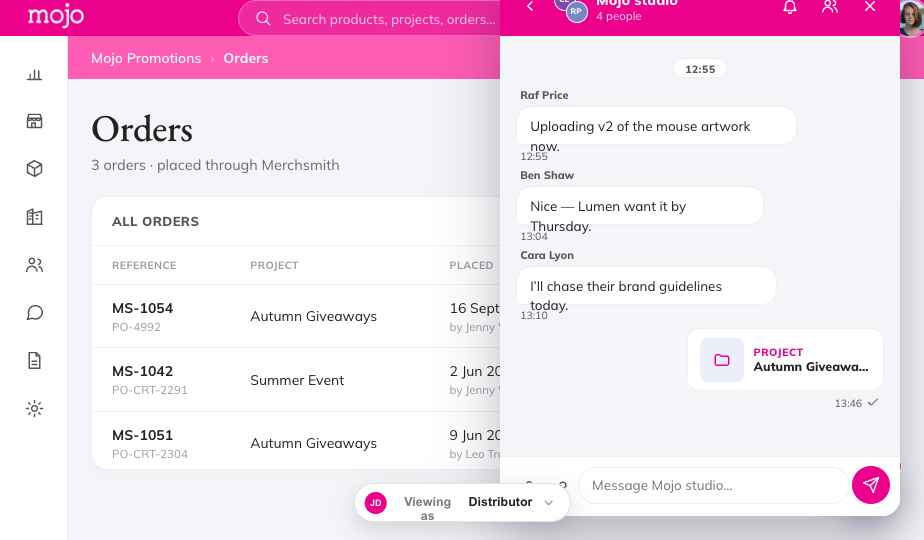 mojo
Search products, projects, orders...
Mojo Promotions › Orders
Orders
3 orders · placed through Merchsmith
ALL ORDERS
REFERENCE PROJECT PLACED
MS-1054
PO-4992
Autumn Giveaways
16 Sept
by Jenny
MS-1042
PO-CRT-2291
Summer Event
2 Jun 20
by Jenny
MS-1051
PO-CRT-2304
Autumn Giveaways
9 Jun 20
by Leo Tr
RP
Mojo studio
4 people
12:55
Raf Price
Uploading v2 of the mouse artwork
now.
12:55
Ben Shaw
Nice — Lumen want it by
Thursday.
13:04
Cara Lyon
I'll chase their brand guidelines
today.
13:10
PROJECT
Autumn Giveawa...
13:46
Message Mojo studio...
JD
Viewing
as
Distributor